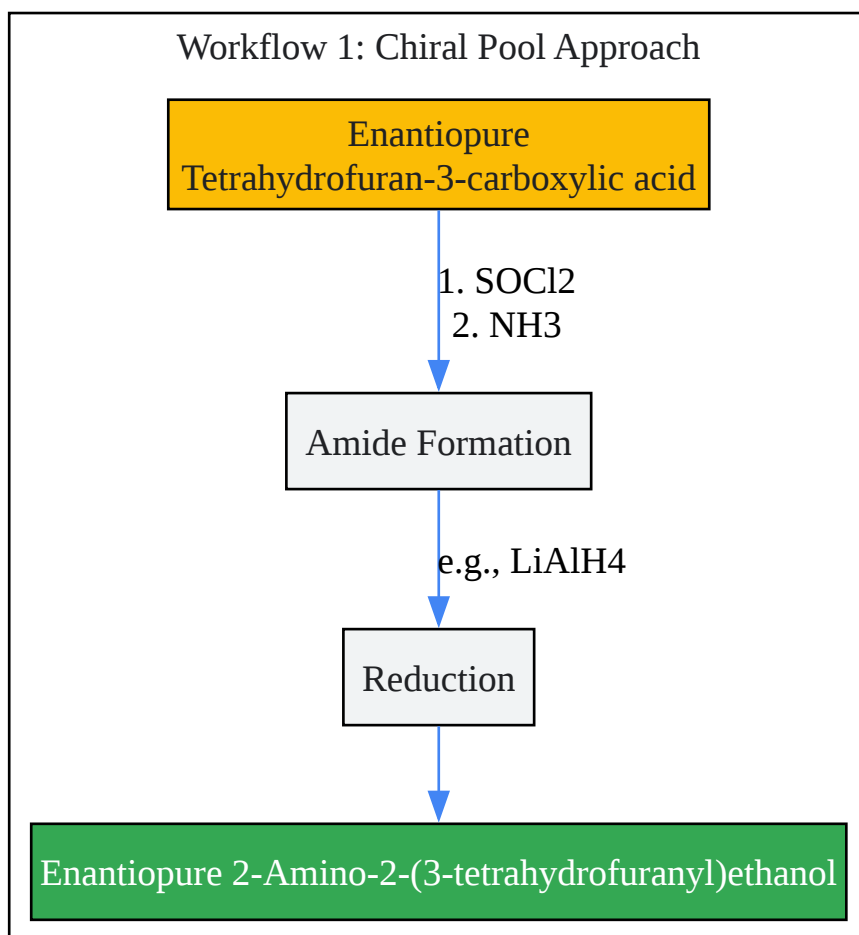 Workflow 1: Chiral Pool Approach
Enantiopure
Tetrahydrofuran-3-carboxylic acid
1. SOCl2
2. NH3
Amide Formation
e.g., LiAlH4
Reduction
Enantiopure 2-Amino-2-(3-tetrahydrofuranyl)ethanol